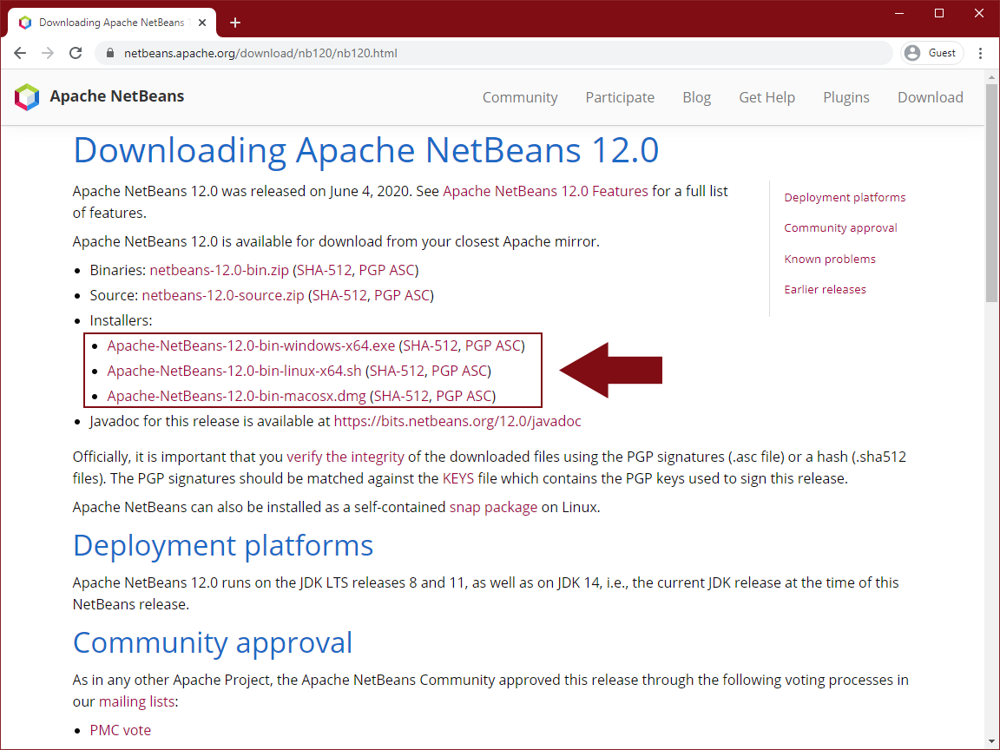 Downloading Apache NetBeans
netbeans.apache.org/download/nb120/nb120.html
Guest
Apache NetBeans
Community
Participate
Blog
Get Help
Plugins
Download
Downloading Apache NetBeans 12.0
Apache NetBeans 12.0 was released on June 4, 2020. See Apache NetBeans 12.0 Features for a full list
of features.
Apache NetBeans 12.0 is available for download from your closest Apache mirror.
• Binaries: netbeans-12.0-bin.zip (SHA-512, PGP ASC)
• Source: netbeans-12.0-source.zip (SHA-512, PGP ASC)
• Installers:
• Apache-NetBeans-12.0-bin-windows-x64.exe (SHA-512, PGP ASC)
• Apache-NetBeans-12.0-bin-linux-x64.sh (SHA-512, PGP ASC)
• Apache-NetBeans-12.0-bin-macosx.dmg (SHA-512, PGP ASC)
• Javadoc for this release is available at https://bits.netbeans.org/12.0/javadoc
Deployment platforms
Community approval
Known problems
Earlier releases
Officially, it is important that you verify the integrity of the downloaded files using the PGP signatures (.asc file) or a hash (.sha512
files). The PGP signatures should be matched against the KEYS file which contains the PGP keys used to sign this release.
Apache NetBeans can also be installed as a self-contained snap package on Linux.
Deployment platforms
Apache NetBeans 12.0 runs on the JDK LTS releases 8 and 11, as well as on JDK 14, i.e., the current JDK release at the time of this
NetBeans release.
Community approval
As in any other Apache Project, the Apache NetBeans Community approved this release through the following voting processes in
our mailing lists:
• PMC vote